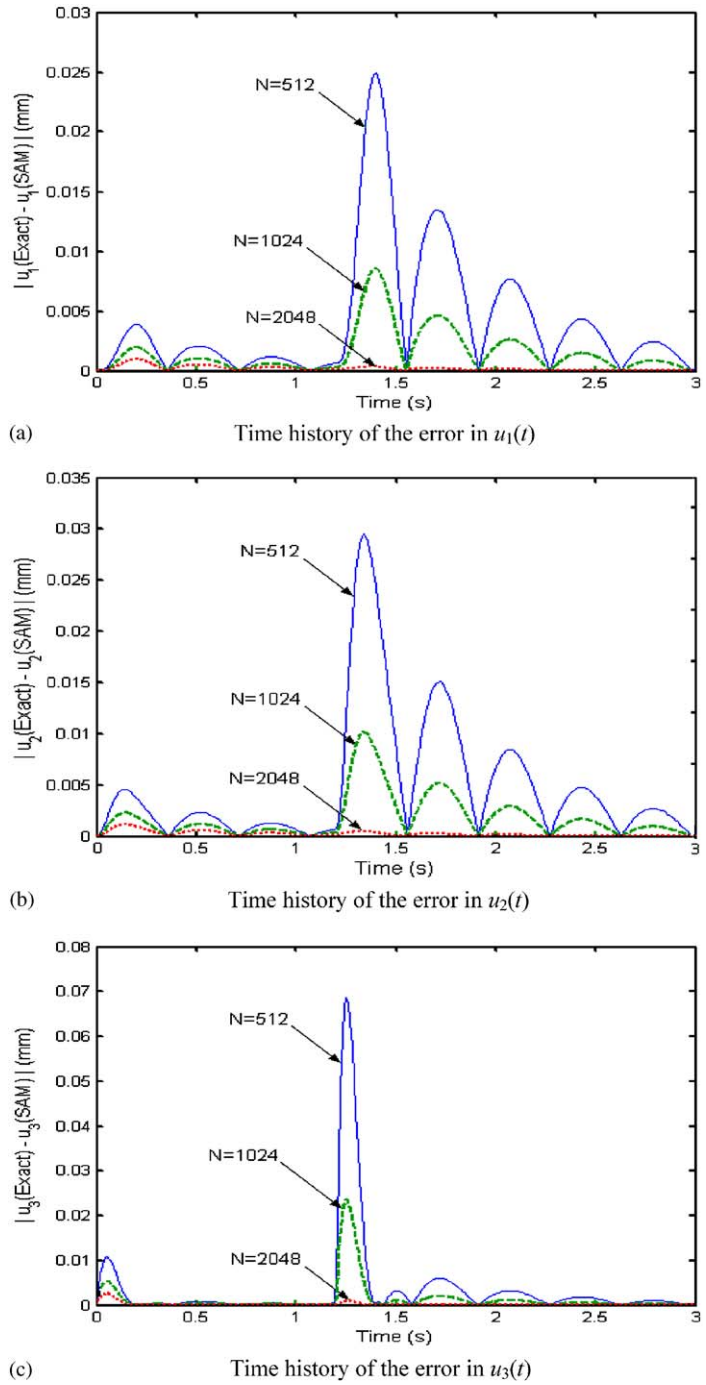 0.03
0.025
0.02
0.015
0.01
0.005
0
| u1(Exact) - u1(SAM) | (mm)
N=512
N=1024
N=2048
0 0.5 1 1.5 2 2.5 3
Time (s)
(a) Time history of the error in u1(t)
0.035
0.03
0.025
0.02
0.015
0.01
0.005
0
| u2(Exact) - u2(SAM) | (mm)
N=512
N=1024
N=2048
0 0.5 1 1.5 2 2.5 3
Time (s)
(b) Time history of the error in u2(t)
0.08
0.07
0.06
0.05
0.04
0.03
0.02
0.01
0
| u3(Exact) - u3(SAM) | (mm)
N=512
N=1024
N=2048
0 0.5 1 1.5 2 2.5 3
Time (s)
(c) Time history of the error in u3(t)